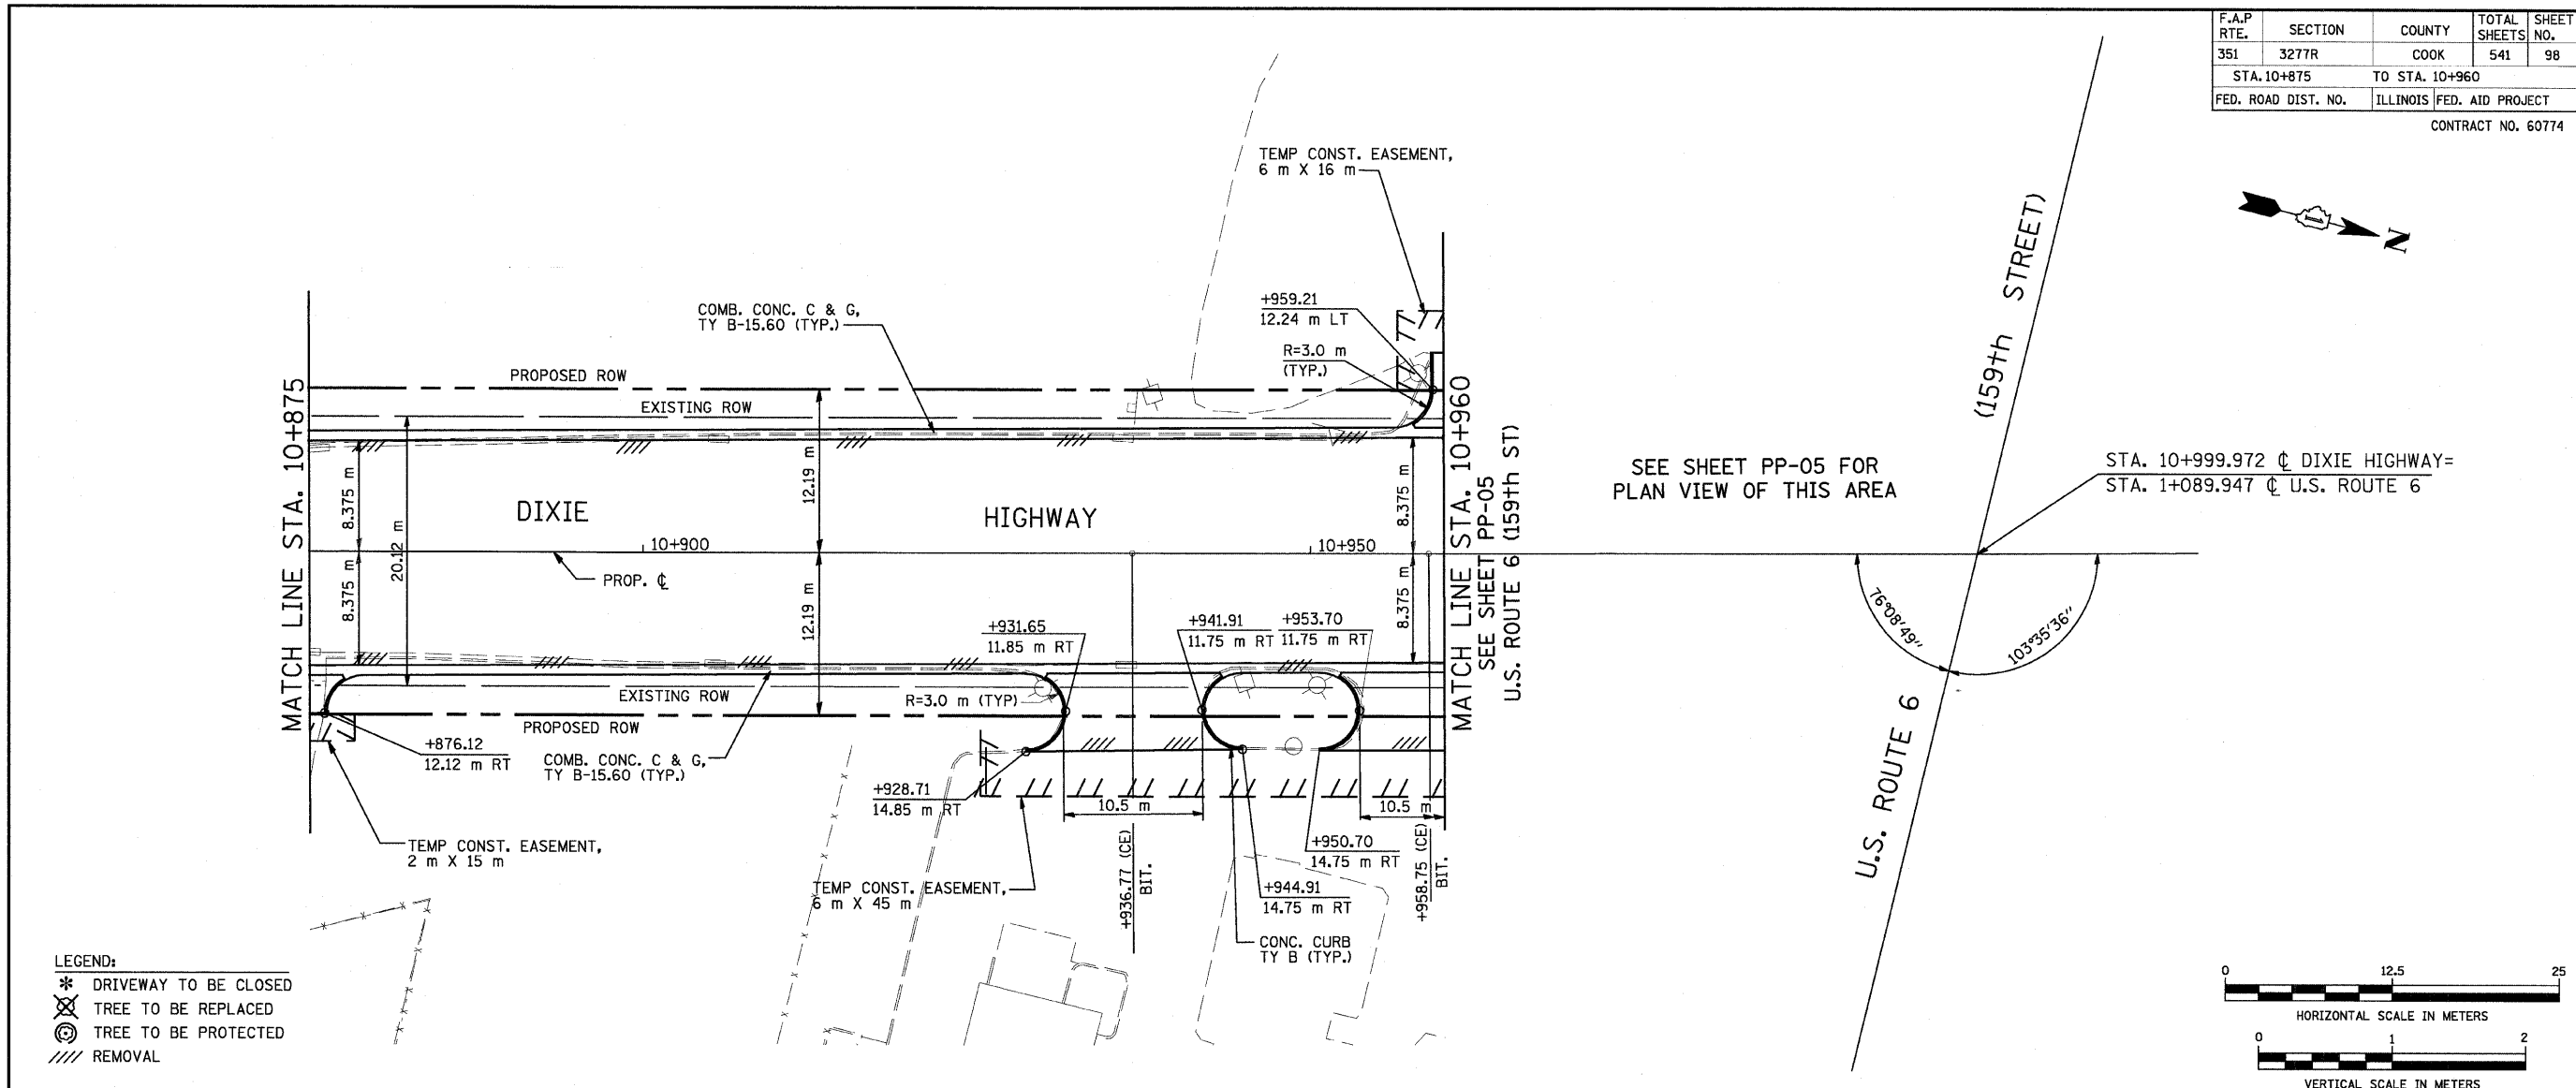 F.A.P RTE.
SECTION
COUNTY
TOTAL SHEETS
SHEET NO.
351
3277R
COOK
541
98
STA. 10+875 TO STA. 10+960
FED. ROAD DIST. NO.
ILLINOIS
FED. AID PROJECT
CONTRACT NO. 60774
N
TEMP CONST. EASEMENT,
6 m X 16 m
+959.21
12.24 m LT
R=3.0 m
(TYP.)
COMB. CONC. C & G,
TY B-15.60 (TYP.)
PROPOSED ROW
EXISTING ROW
MATCH LINE STA. 10+875
8.375 m
8.375 m
20.12 m
12.19 m
12.19 m
DIXIE
HIGHWAY
10+900
10+950
PROP. ℄
8.375 m
8.375 m
MATCH LINE STA. 10+960
SEE SHEET PP-05
U.S. ROUTE 6 (159th ST)
SEE SHEET PP-05 FOR
PLAN VIEW OF THIS AREA
(159th STREET)
STA. 10+999.972 ℄ DIXIE HIGHWAY=
STA. 1+089.947 ℄ U.S. ROUTE 6
76°08'49"
103°35'36"
U.S. ROUTE 6
+931.65
11.85 m RT
+941.91
11.75 m RT
+953.70
11.75 m RT
EXISTING ROW
R=3.0 m (TYP)
PROPOSED ROW
+876.12
12.12 m RT
COMB. CONC. C & G,
TY B-15.60 (TYP.)
+928.71
14.85 m RT
10.5 m
10.5 m
TEMP CONST. EASEMENT,
2 m X 15 m
+950.70
14.75 m RT
TEMP CONST. EASEMENT,
6 m X 45 m
+936.77 (CE)
BIT.
+944.91
14.75 m RT
+958.75 (CE)
BIT.
CONC. CURB
TY B (TYP.)
LEGEND:
* DRIVEWAY TO BE CLOSED
TREE TO BE REPLACED
TREE TO BE PROTECTED
//// REMOVAL
0 12.5 25
HORIZONTAL SCALE IN METERS
0 1 2
VERTICAL SCALE IN METERS